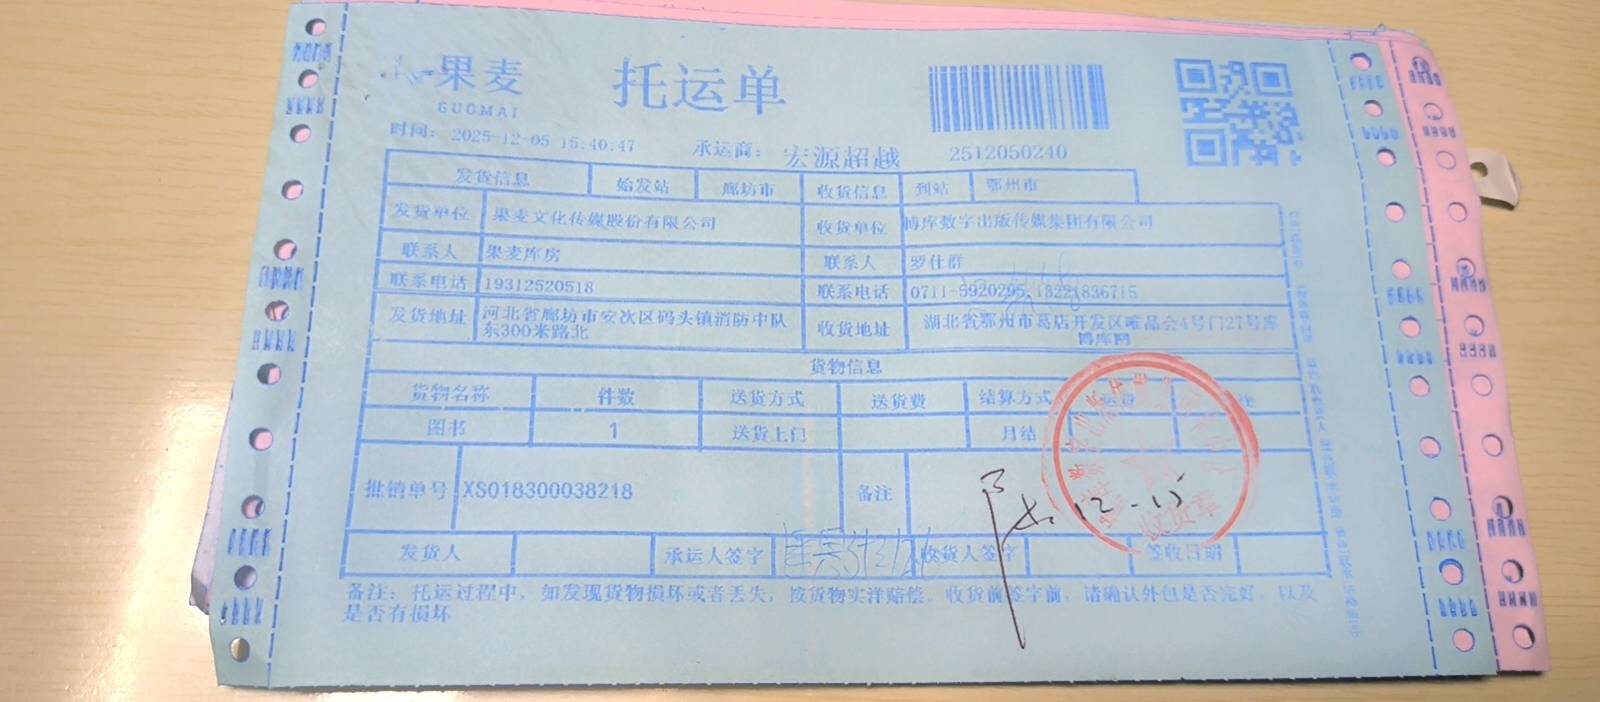 果麦
GUOMAI
托运单
时间: 2025-12-05 15:40:47
承运商: 宏源超越
2512050240
发货信息 始发站 廊坊市 收货信息 到站 鄂州市
发货单位 果麦文化传媒股份有限公司 收货单位 博库数字出版传媒集团有限公司
联系人 果麦库房 联系人 罗仕群
联系电话 19312520518 联系电话 0711-5920295,13221836715
发货地址 河北省廊坊市安次区码头镇消防中队东300米路北 收货地址 湖北省鄂州市葛店开发区唯品会4号门27号库博库网
货物信息
货物名称 件数 送货方式 送货费 结算方式
图书 1 送货上门 月结
批销单号 XS018300038218 备注
12-15
收货章
发货人 承运人签字 收货人签字 签收日期
备注: 托运过程中, 如发现货物损坏或者丢失, 按货物实洋赔偿。收货前签字前, 请确认外包是否完好, 以及
是否有损坏